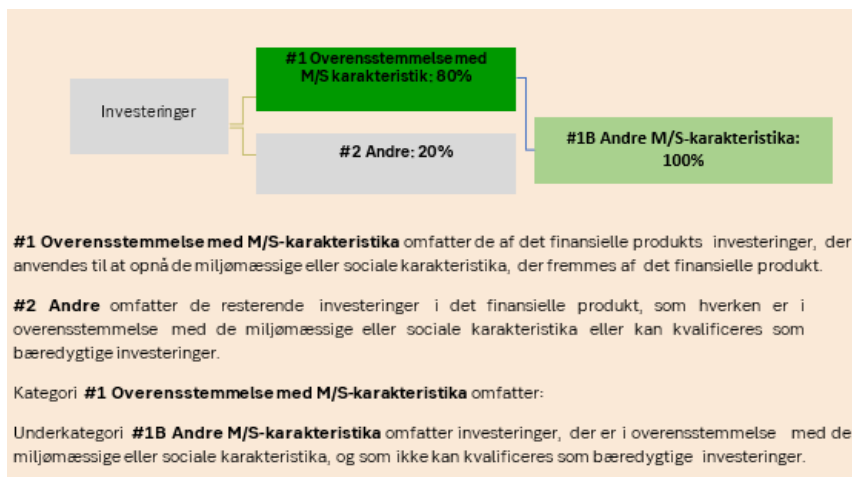 #1 Overensstemmelse med
M/S karakteristik: 80%
Investeringer
#2 Andre: 20%
#1B Andre M/S-karakteristika:
100%
#1 Overensstemmelse med M/S-karakteristika omfatter de af det finansielle produkts investeringer, der
anvendes til at opnå de miljømæssige eller sociale karakteristika, der fremmes af det finansielle produkt.
#2 Andre omfatter de resterende investeringer i det finansielle produkt, som hverken er i
overensstemmelse med de miljømæssige eller sociale karakteristika eller kan kvalificeres som
bæredygtige investeringer.
Kategori #1 Overensstemmelse med M/S-karakteristika omfatter:
Underkategori #1B Andre M/S-karakteristika omfatter investeringer, der er i overensstemmelse med de
miljømæssige eller sociale karakteristika, og som ikke kan kvalificeres som bæredygtige investeringer.